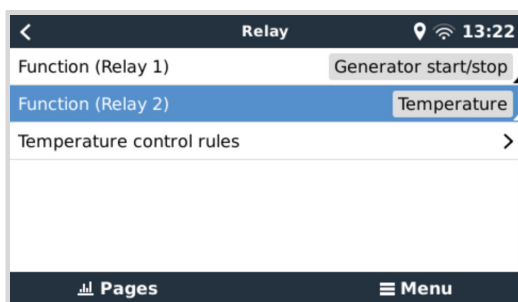 Relay 13:22
Function (Relay 1) Generator start/stop
Function (Relay 2) Temperature
Temperature control rules
Pages Menu